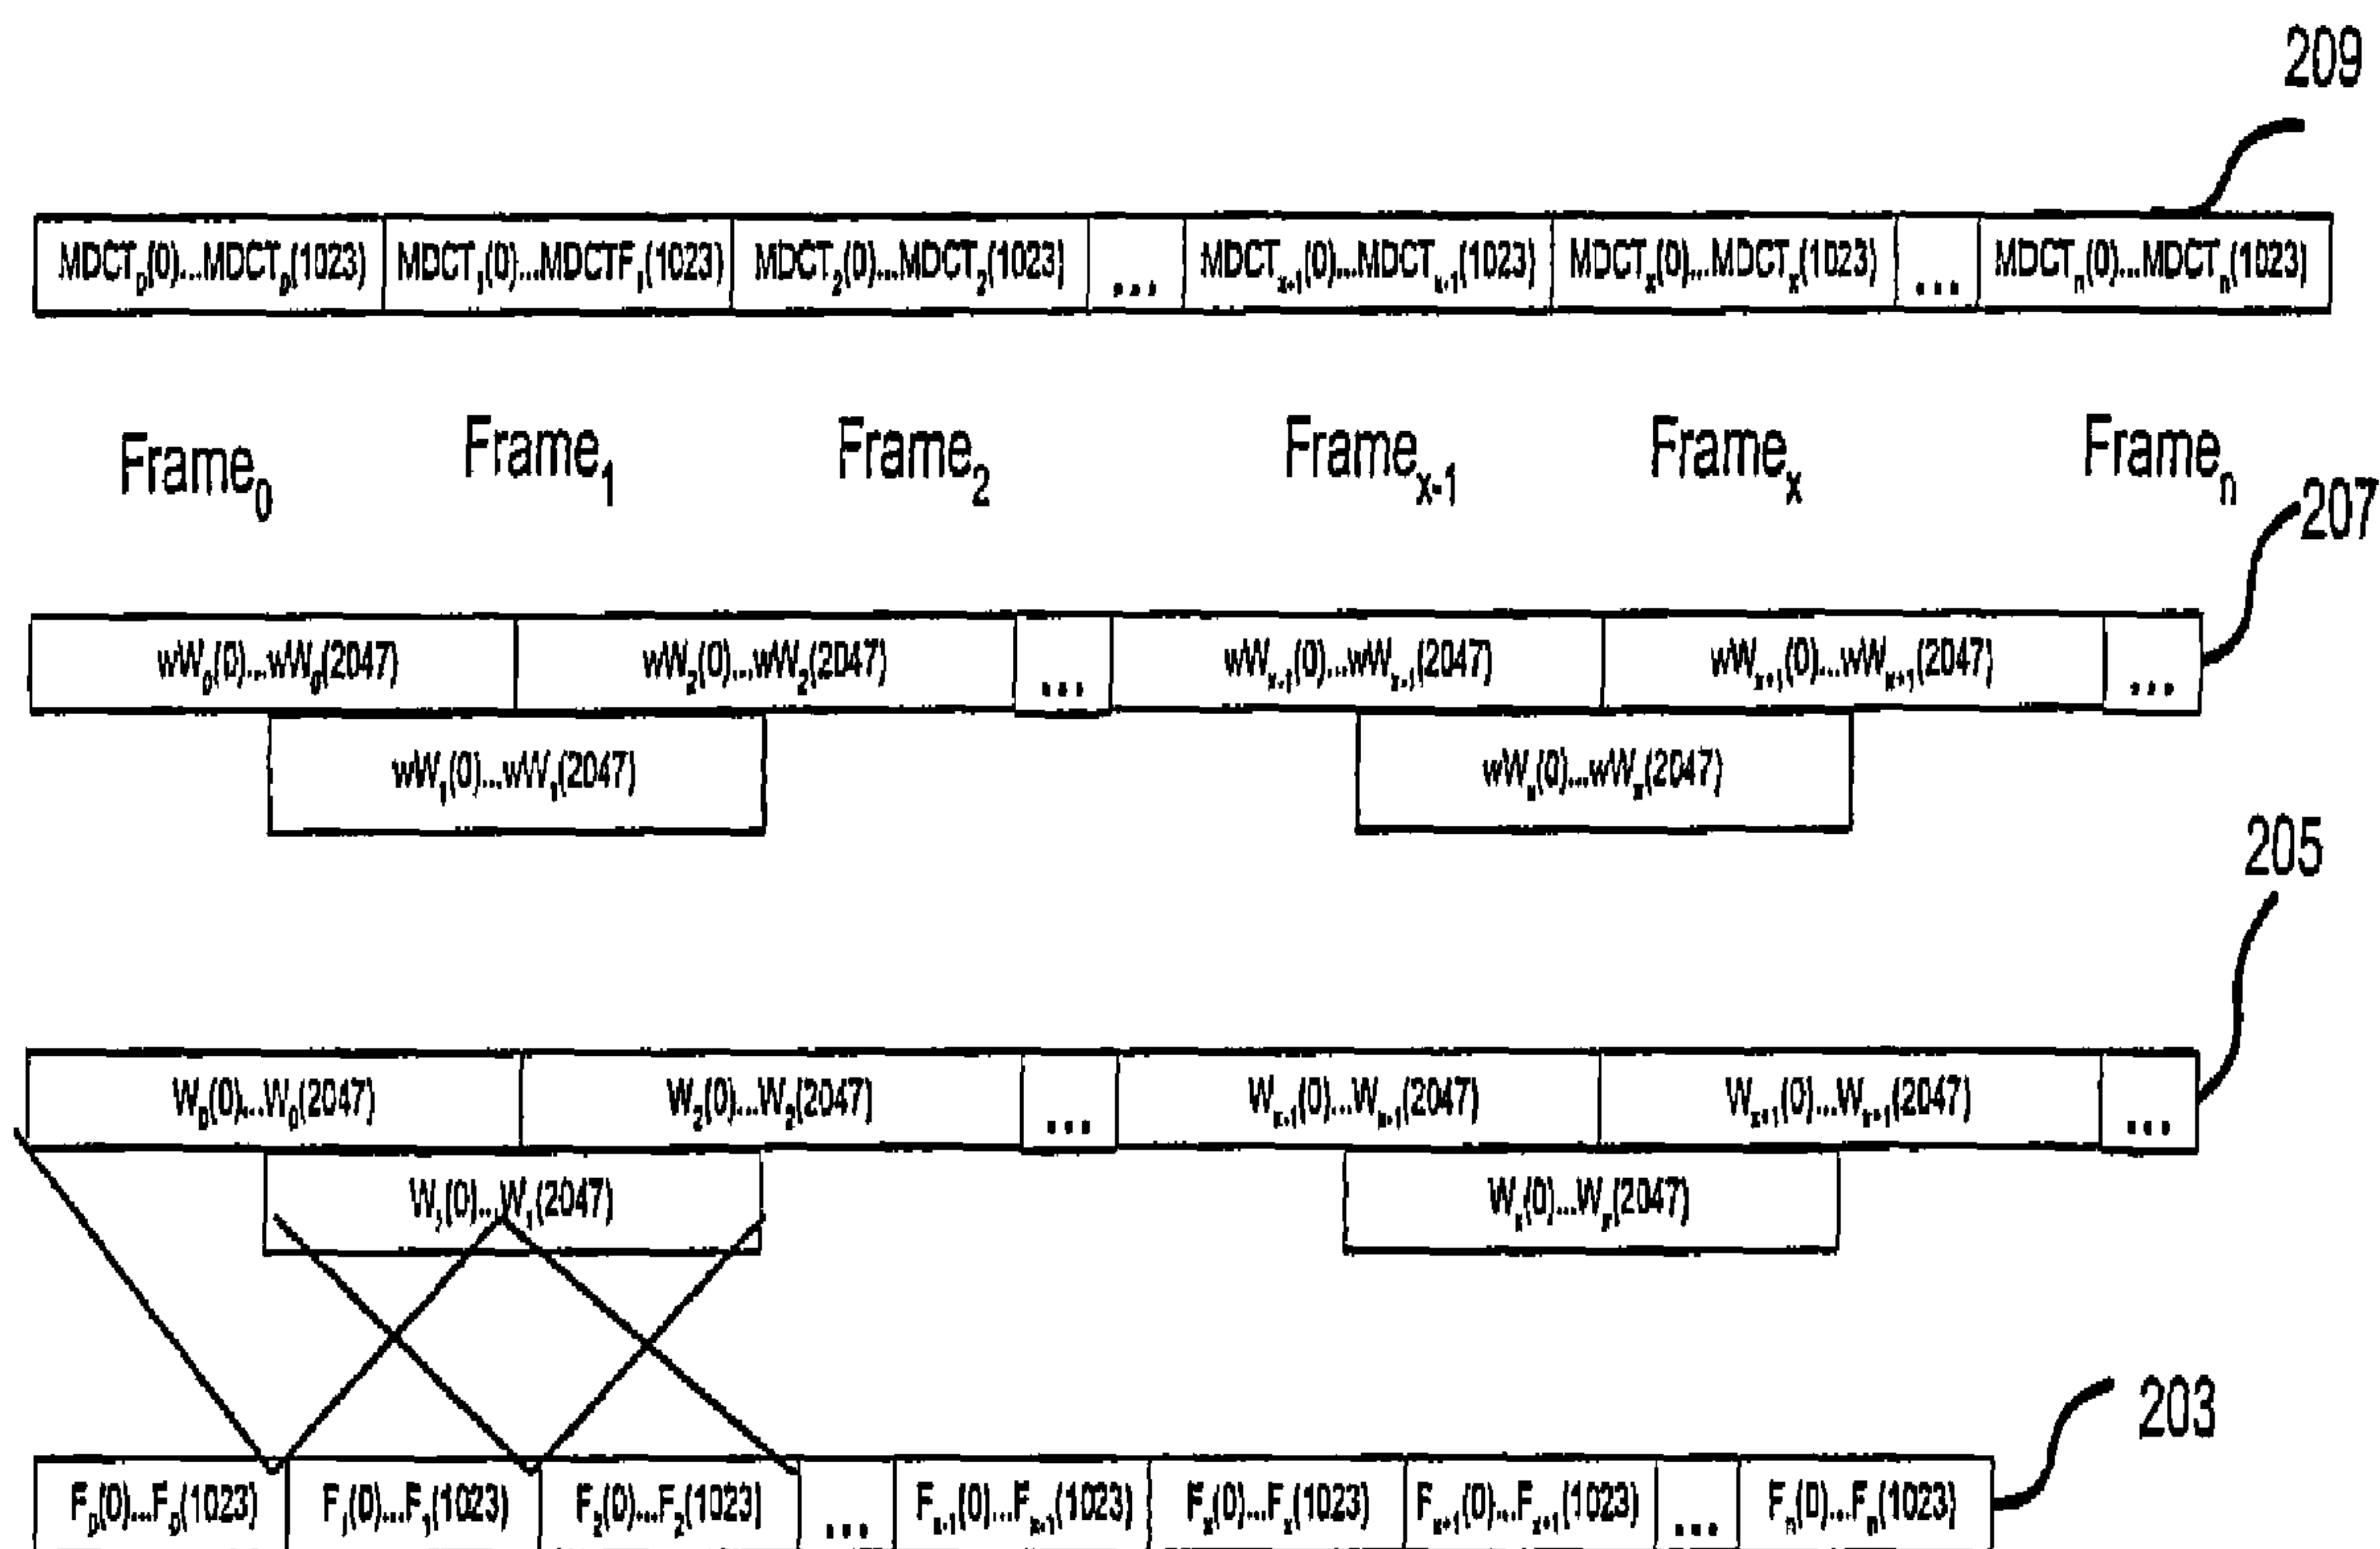 209
MDCT₀(0)...MDCT₀(1023) MDCT₁(0)...MDCTF₁(1023) MDCT₂(0)...MDCT₂(1023) ... MDCTₓ₋₁(0)...MDCTₓ₋₁(1023) MDCTₓ(0)...MDCTₓ(1023) ... MDCTₙ(0)...MDCTₙ(1023)
Frame₀ Frame₁ Frame₂ Frameₓ₋₁ Frameₓ Frameₙ
207
wW₀(0)...wW₀(2047) wW₂(0)...wW₂(2047) ... wWₓ₋₁(0)...wWₓ₋₁(2047) wWₓ₊₁(0)...wWₓ₊₁(2047) ...
wW₁(0)...wW₁(2047) wWₓ(0)...wWₓ(2047)
205
W₀(0)...W₀(2047) W₂(0)...W₂(2047) ... Wₓ₋₁(0)...Wₓ₋₁(2047) Wₓ₊₁(0)...Wₓ₊₁(2047) ...
W₁(0)...W₁(2047) Wₓ(0)...Wₓ(2047)
203
F₀(0)...F₀(1023) F₁(0)...F₁(1023) F₂(0)...F₂(1023) ... Fₓ₋₁(0)...Fₓ₋₁(1023) Fₓ(0)...Fₓ(1023) Fₓ₊₁(0)...Fₓ₊₁(1023) ... Fₙ(0)...Fₙ(1023)